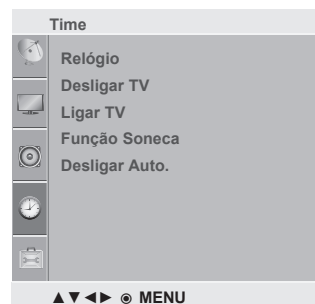 Time
Relógio
Desligar TV
Ligar TV
Função Soneca
Desligar Auto.
▲▼◄► ◉ MENU